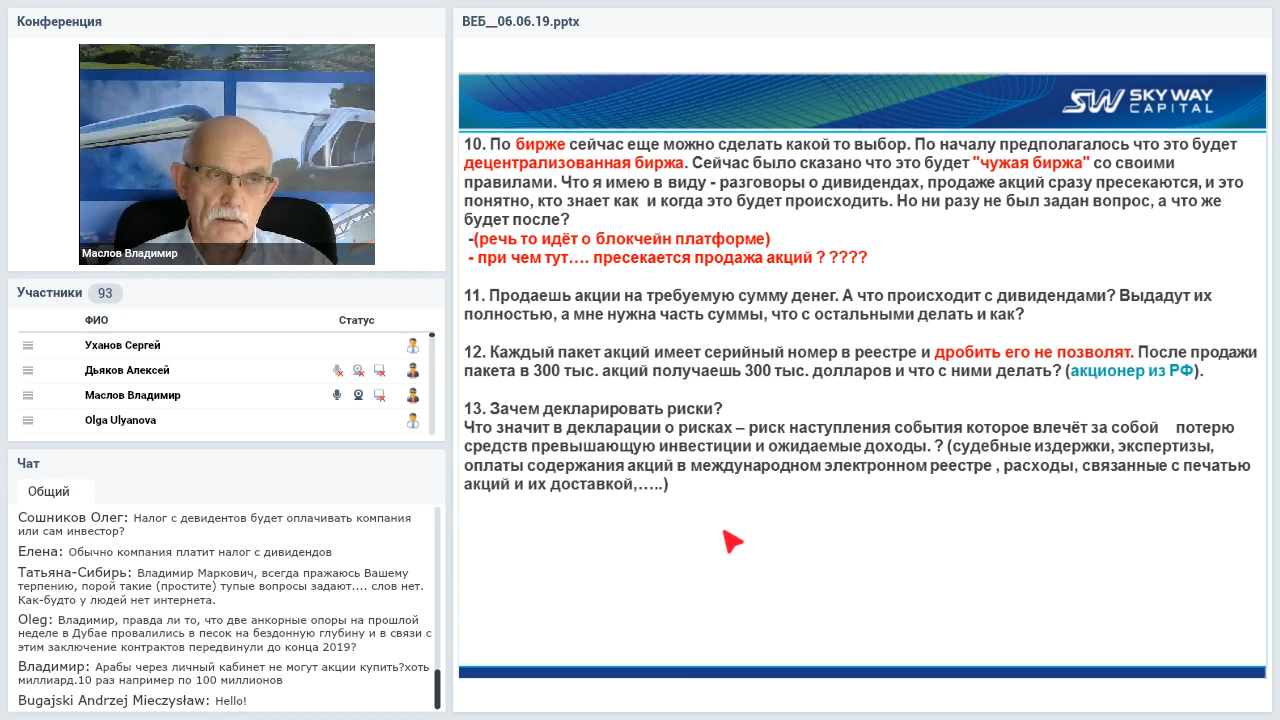 Конференция
Маслов Владимир
Участники 93
ФИО Статус
Уханов Сергей
Дьяков Алексей
Маслов Владимир
Olga Ulyanova
Чат
Общий
Сошников Олег: Налог с девидентов будет оплачивать компания
или сам инвестор?
Елена: Обычно компания платит налог с дивидендов
Татьяна-Сибирь: Владимир Маркович, всегда пражаюсь Вашему
терпению, порой такие (простите) тупые вопросы задают.... слов нет.
Как-будто у людей нет интернета.
Oleg: Владимир, правда ли то, что две анкорные опоры на прошлой
неделе в Дубае провалились в песок на бездонную глубину и в связи с
этим заключение контрактов передвинули до конца 2019?
Владимир: Арабы через личный кабинет не могут акции купить?хоть
миллиард.10 раз например по 100 миллионов
Bugajski Andrzej Mieczysław: Hello!
ВЕБ__06.06.19.pptx
SW SKY WAY
CAPITAL
10. По бирже сейчас еще можно сделать какой то выбор. По началу предполагалось что это будет
децентрализованная биржа. Сейчас было сказано что это будет "чужая биржа" со своими
правилами. Что я имею в виду - разговоры о дивидендах, продаже акций сразу пресекаются, и это
понятно, кто знает как и когда это будет происходить. Но ни разу не был задан вопрос, а что же
будет после?
-(речь то идёт о блокчейн платформе)
- при чем тут…. пресекается продажа акций ? ????
11. Продаешь акции на требуемую сумму денег. А что происходит с дивидендами? Выдадут их
полностью, а мне нужна часть суммы, что с остальными делать и как?
12. Каждый пакет акций имеет серийный номер в реестре и дробить его не позволят. После продажи
пакета в 300 тыс. акций получаешь 300 тыс. долларов и что с ними делать? (акционер из РФ).
13. Зачем декларировать риски?
Что значит в декларации о рисках – риск наступления события которое влечёт за собой потерю
средств превышающую инвестиции и ожидаемые доходы. ? (судебные издержки, экспертизы,
оплаты содержания акций в международном электронном реестре , расходы, связанные с печатью
акций и их доставкой,…..)